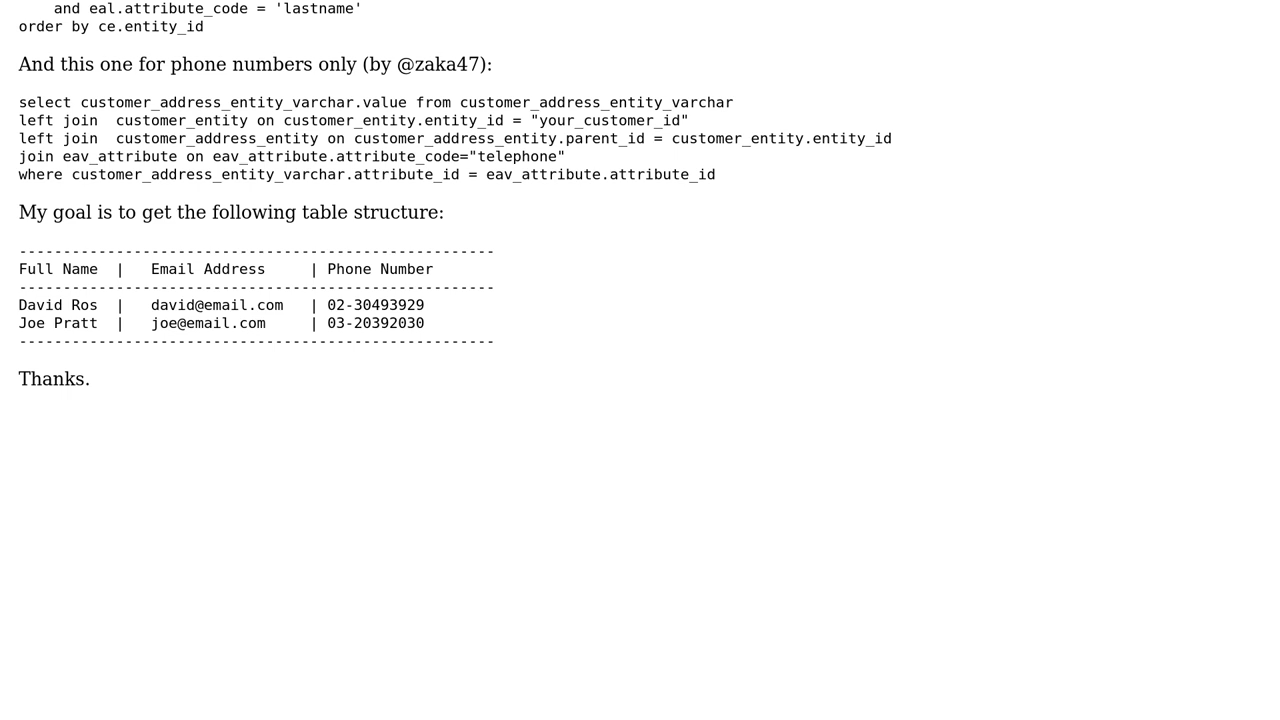 and eal.attribute_code = 'lastname'
order by ce.entity_id
And this one for phone numbers only (by @zaka47):
select customer_address_entity_varchar.value from customer_address_entity_varchar
left join  customer_entity on customer_entity.entity_id = "your_customer_id"
left join  customer_address_entity on customer_address_entity.parent_id = customer_entity.entity_id
join eav_attribute on eav_attribute.attribute_code="telephone"
where customer_address_entity_varchar.attribute_id = eav_attribute.attribute_id
My goal is to get the following table structure:
------------------------------------------------------
Full Name  |   Email Address     | Phone Number
------------------------------------------------------
David Ros  |   david@email.com   | 02-30493929
Joe Pratt  |   joe@email.com     | 03-20392030
------------------------------------------------------
Thanks.